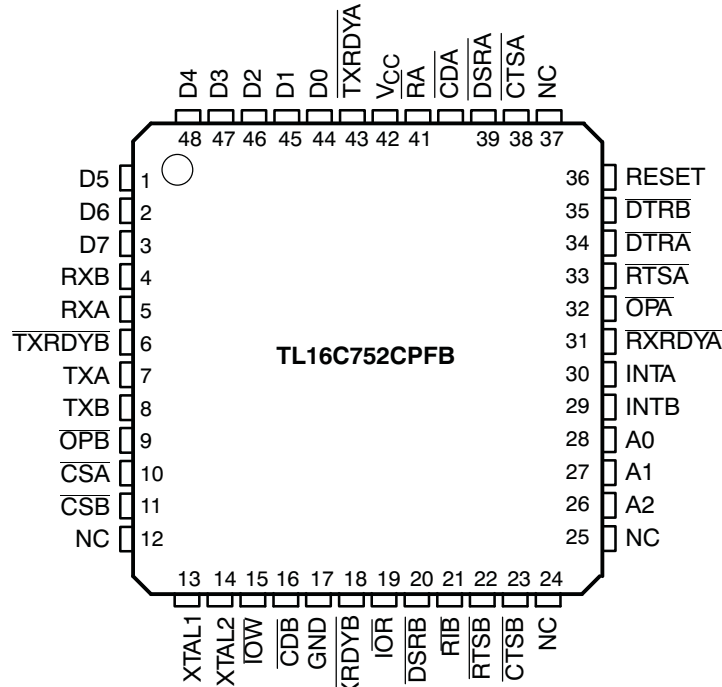 D4 D3 D2 D1 D0 TXRDYA VCC RA CDA DSRA CTSA NC
48 47 46 45 44 43 42 41 39 38 37
D5 1
D6 2
D7 3
RXB 4
RXA 5
TXRDYB 6
TXA 7
TXB 8
OPB 9
CSA 10
CSB 11
NC 12
TL16C752CPFB
36 RESET
35 DTRB
34 DTRA
33 RTSA
32 OPA
31 RXRDYA
30 INTA
29 INTB
28 A0
27 A1
26 A2
25 NC
13 14 15 16 17 18 19 20 21 22 23 24
XTAL1 XTAL2 IOW CDB GND XRDYB IOR DSRB RIB RTSB CTSB NC